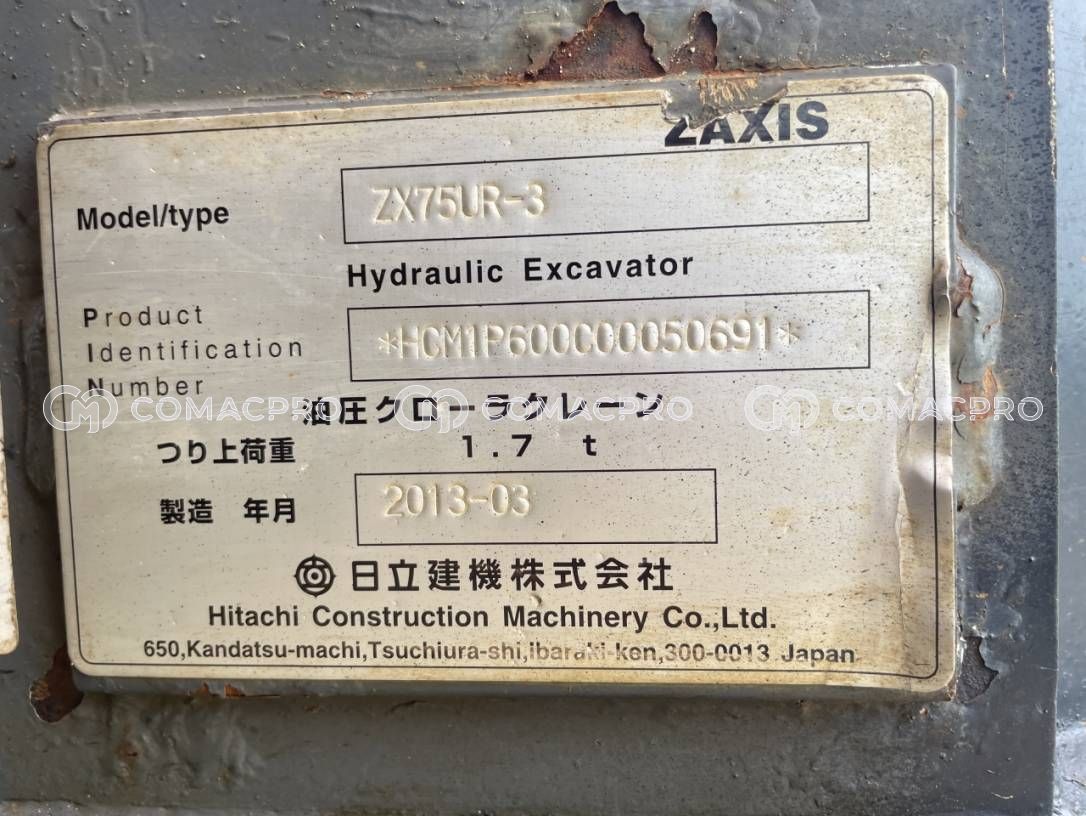 ZAXIS
Model/type ZX75UR-3
Hydraulic Excavator
Product
Identification *HCM1P600C00050691*
Number
COMACPRO COMACPRO COMACPRO
油圧クローラクレーン
つり上荷重 1.7 t
製造 年月 2013-03
日立建機株式会社
Hitachi Construction Machinery Co.,Ltd.
650,Kandatsu-machi,Tsuchiura-shi,Ibaraki-ken,300-0013 Japan